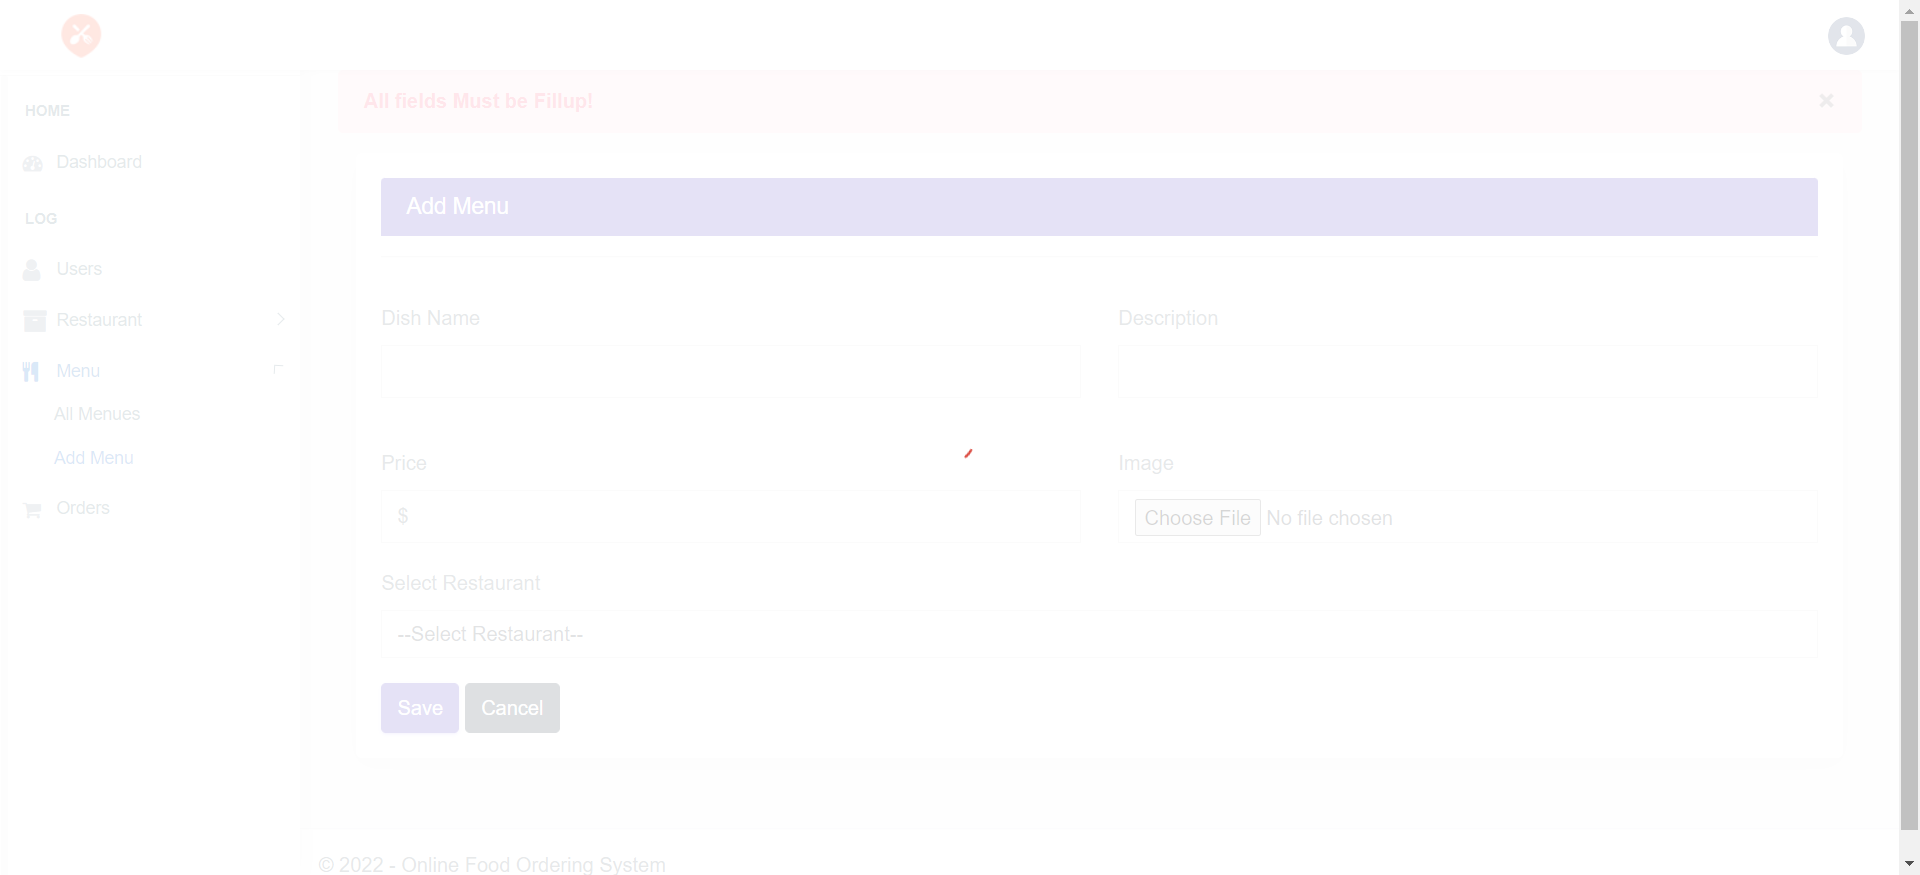 HOME
Dashboard
LOG
Users
Restaurant
Menu
All Menues
Add Menu
Orders
All fields Must be Fillup!
Add Menu
Dish Name
Description
Price
$
Image
Choose File No file chosen
Select Restaurant
--Select Restaurant--
Save Cancel
© 2022 - Online Food Ordering System